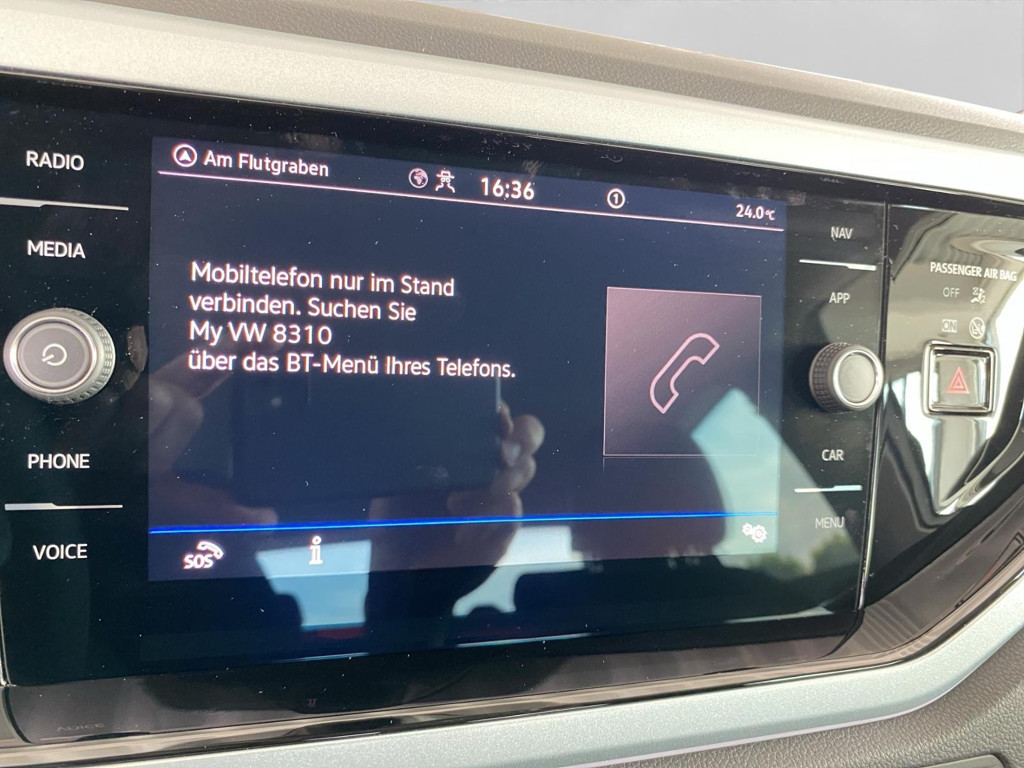 RADIO
MEDIA
PHONE
VOICE
Am Flutgraben
16:36
1
24.0°C
Mobiltelefon nur im Stand
verbinden. Suchen Sie
My VW 8310
über das BT-Menü Ihres Telefons.
SOS
i
NAV
APP
CAR
MENU
PASSENGER AIR BAG
OFF
ON